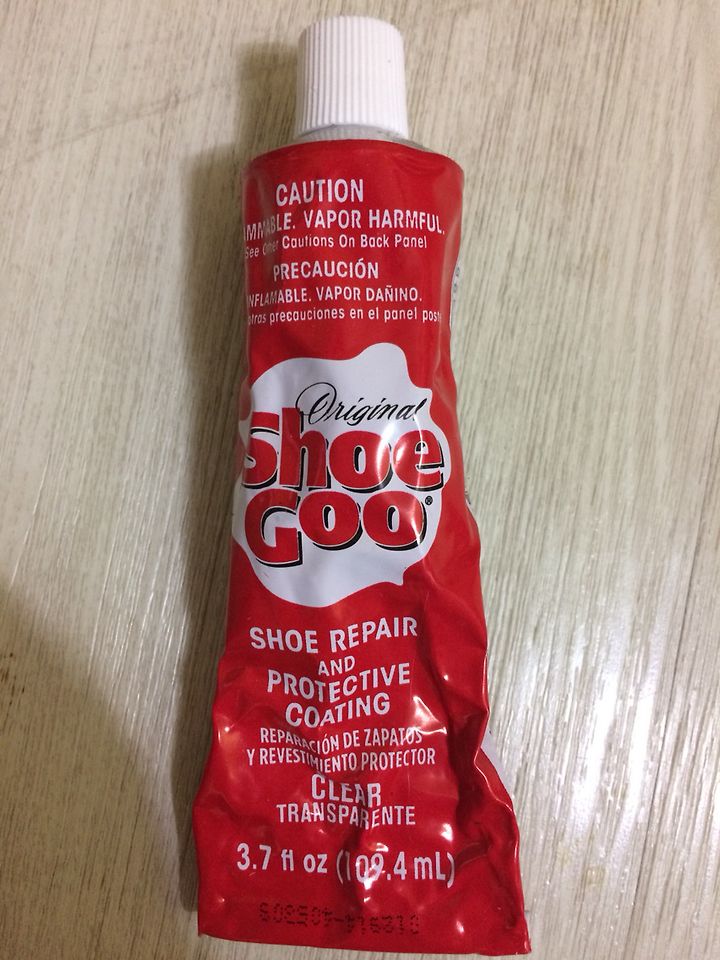 CAUTION
AMMABLE. VAPOR HARMFUL.
See Other Cautions On Back Panel
PRECAUCIÓN
NFLAMABLE. VAPOR DAÑINO.
otras precauciones en el panel post
Original
Shoe
Goo®
SHOE REPAIR
AND
PROTECTIVE
COATING
REPARACIÓN DE ZAPATOS
Y REVESTIMIENTO PROTECTOR
CLEAR
TRANSPARENTE
3.7 fl oz (109.4 mL)